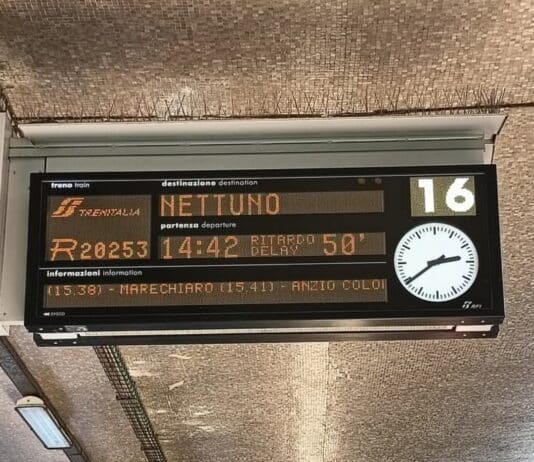 treno train
destinazione destination
16
TRENITALIA
NETTUNO
partenza departure
R20253
14:42 RITARDO DELAY 50'
informazioni information
(15.38) - MARECHIARO (15.41) - ANZIO COLO
RFI